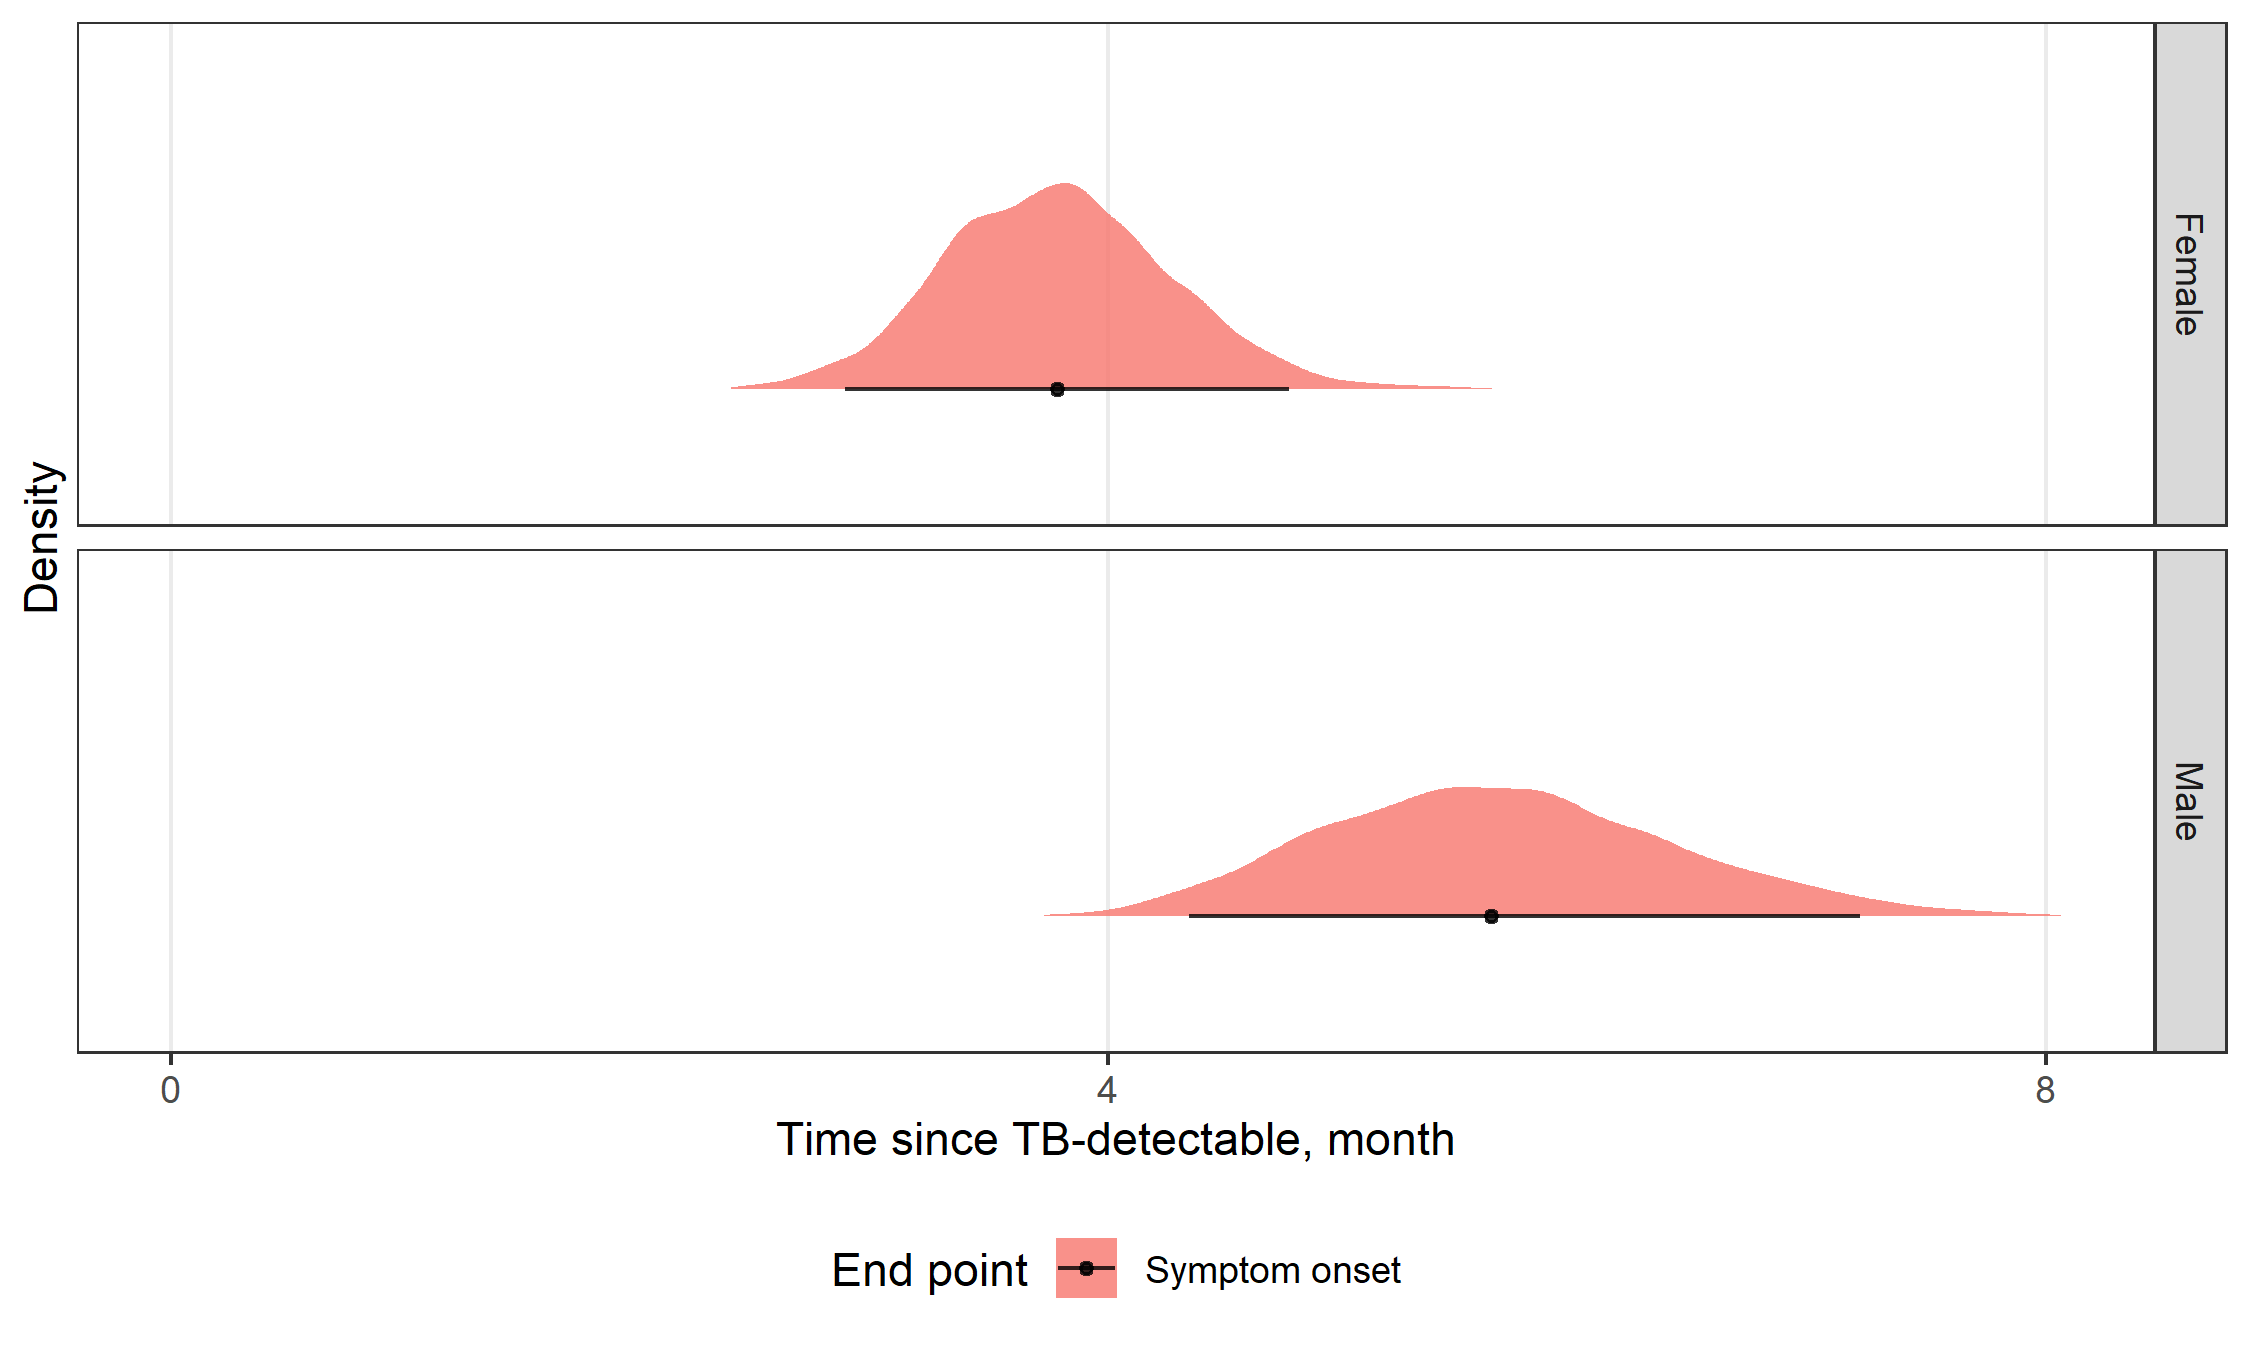 Density
Female
Male
0 4 8
Time since TB-detectable, month
End point Symptom onset